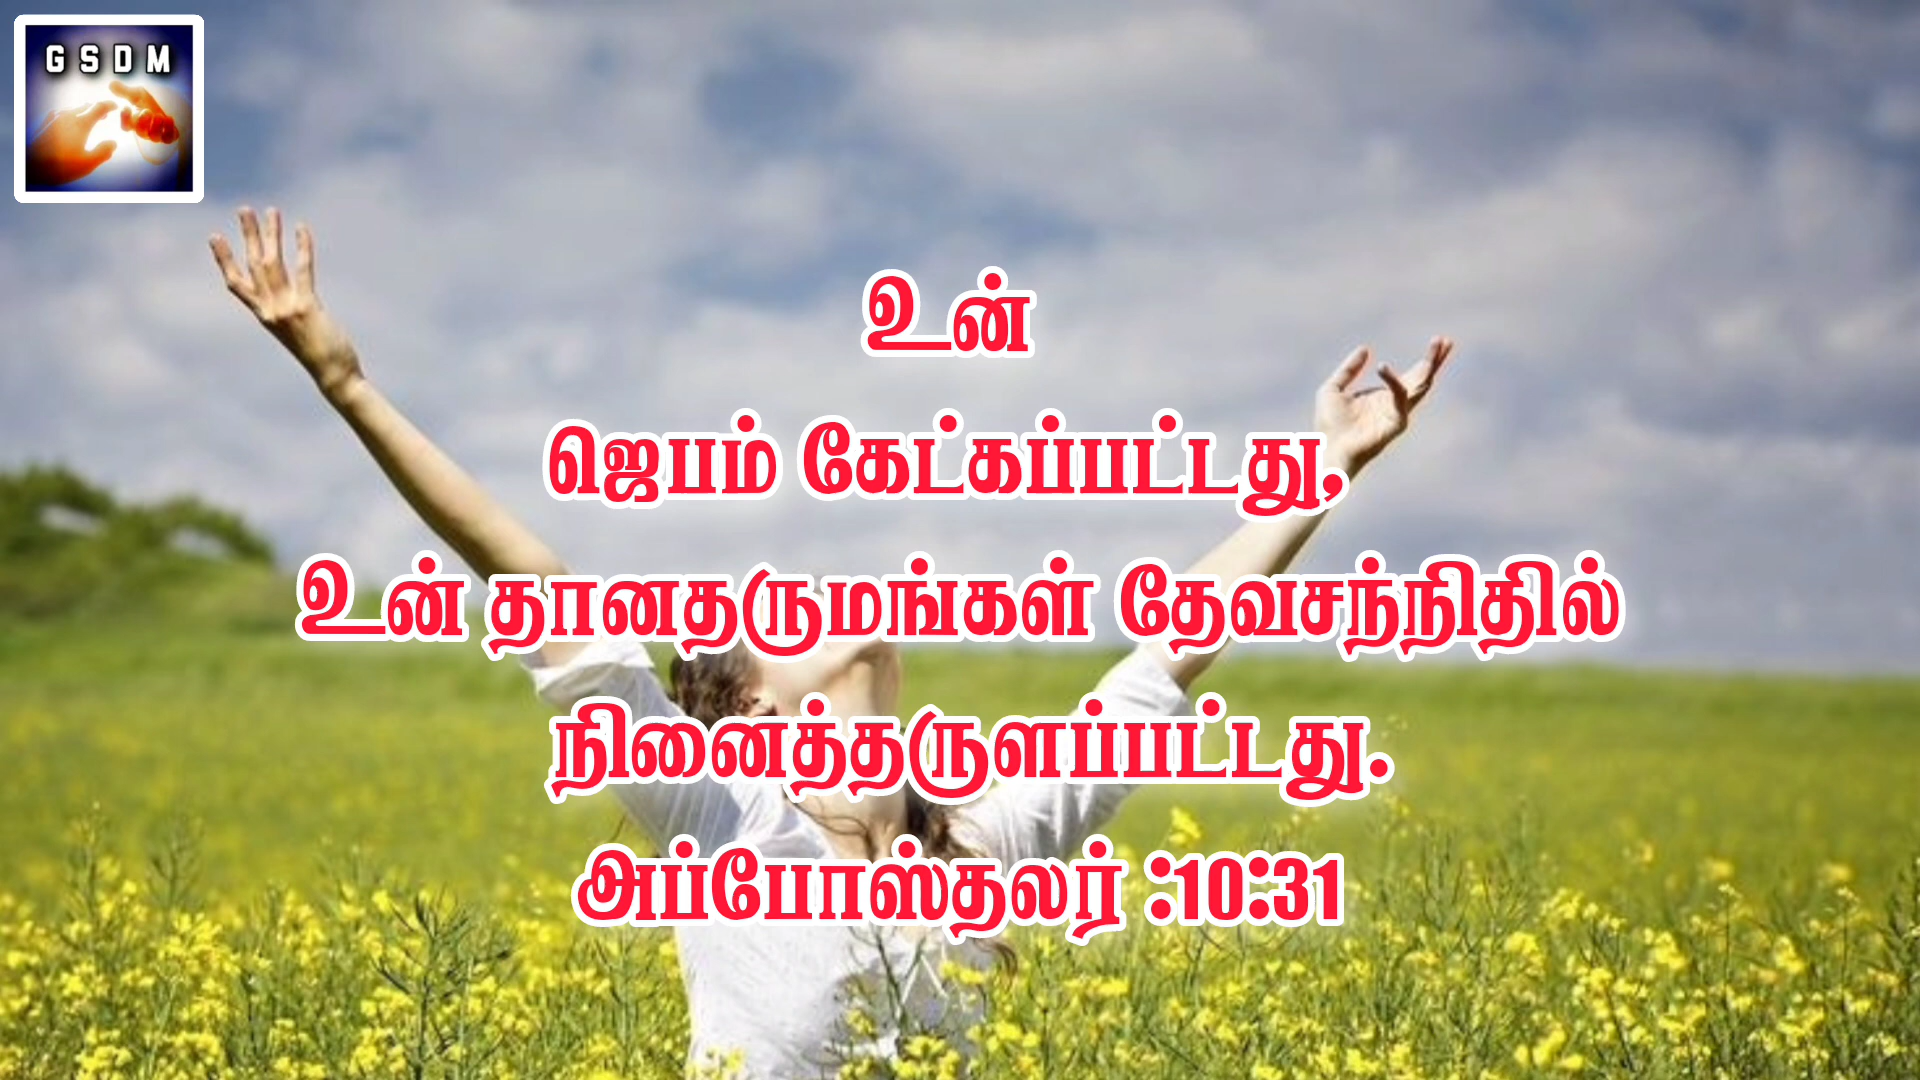 GSDM
உன்
ஜெபம் கேட்கப்பட்டது,
உன் தானதருமங்கள் தேவசந்நிதில்
நினைத்தருளப்பட்டது.
அப்போஸ்தலர் :10:31